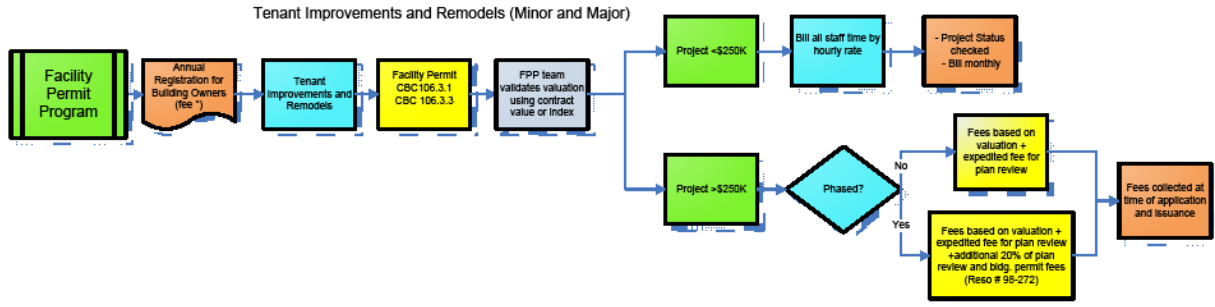 Tenant Improvements and Remodels (Minor and Major)
Facility
Permit
Program
Annual
Registration for
Building Owners
(fee *)
Tenant
Improvements and
Remodels
Facility Permit
CBC106.3.1
CBC 106.3.3
FPP team
validates valuation
using contract
value or index
Project <$250K
Bill all staff time by
hourly rate
- Project Status
checked
- Bill monthly
Project >$250K
Phased?
No
Yes
Fees based on
valuation +
expedited fee for
plan review
Fees based on valuation +
expedited fee for plan review
+additional 20% of plan
review and bldg. permit fees
(Reso # 98-272)
Fees collected at
time of application
and issuance